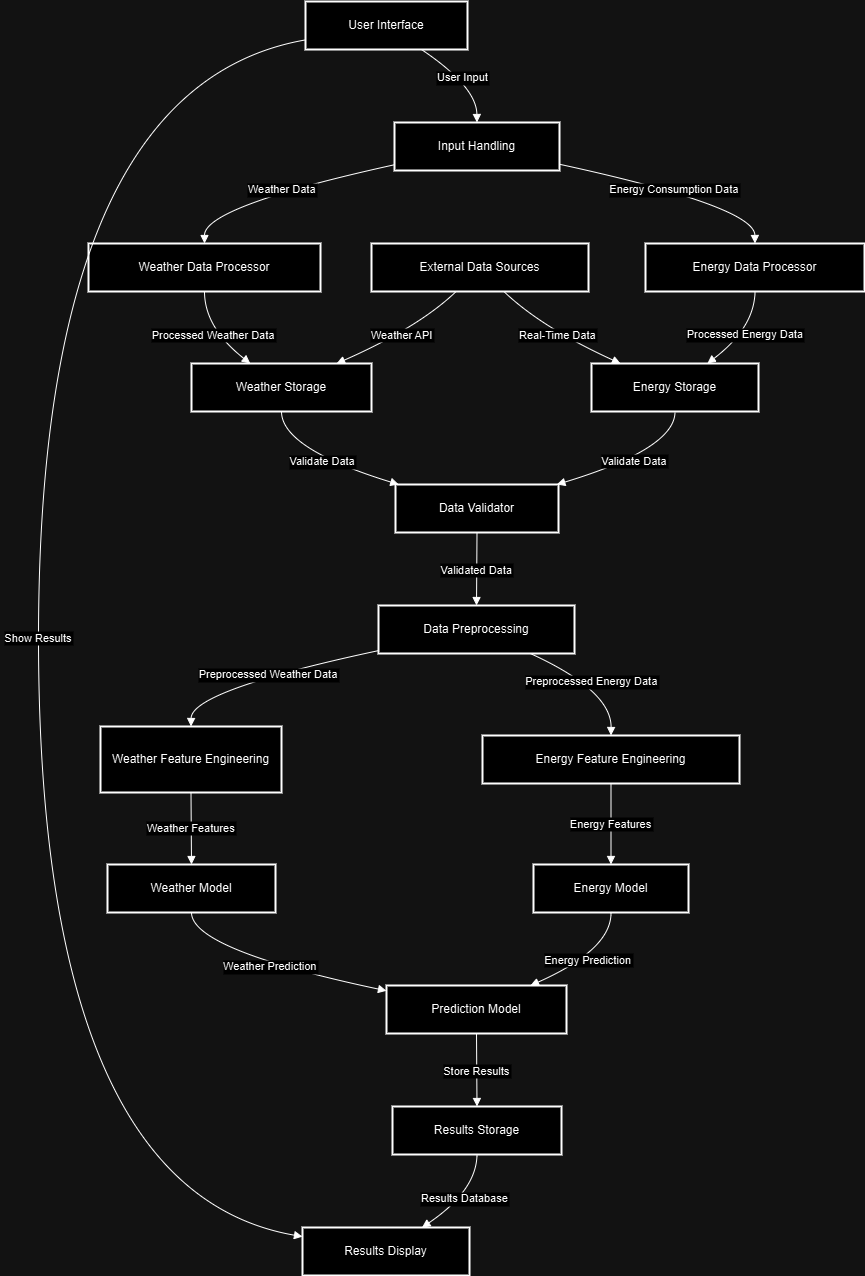 User Interface
User Input
Input Handling
Weather Data
Energy Consumption Data
Weather Data Processor
External Data Sources
Energy Data Processor
Processed Weather Data
Weather API
Real-Time Data
Processed Energy Data
Weather Storage
Energy Storage
Validate Data
Validate Data
Data Validator
Validated Data
Data Preprocessing
Show Results
Preprocessed Weather Data
Preprocessed Energy Data
Weather Feature Engineering
Energy Feature Engineering
Weather Features
Energy Features
Weather Model
Energy Model
Weather Prediction
Energy Prediction
Prediction Model
Store Results
Results Storage
Results Database
Results Display